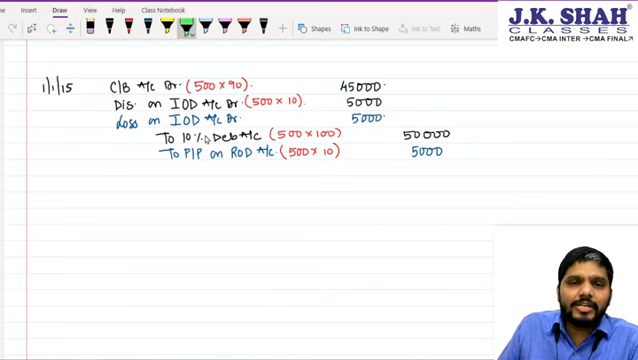 Insert Draw View Class Notebook
Shapes Ink to Shape Ink to Text Maths
J.K. SHAH®
CLASSES
CMAFC→CMA INTER →CMA FINAL
1/1/15 C/B A/c Dr. (500×90). 45000.
Dis. on IOD A/c Dr. (500×10). 5000
Loss on IOD A/c Dr. 5000.
To 10% Deb A/c (500×100) 50000
To P/P on ROD A/c. (500×10) 5000